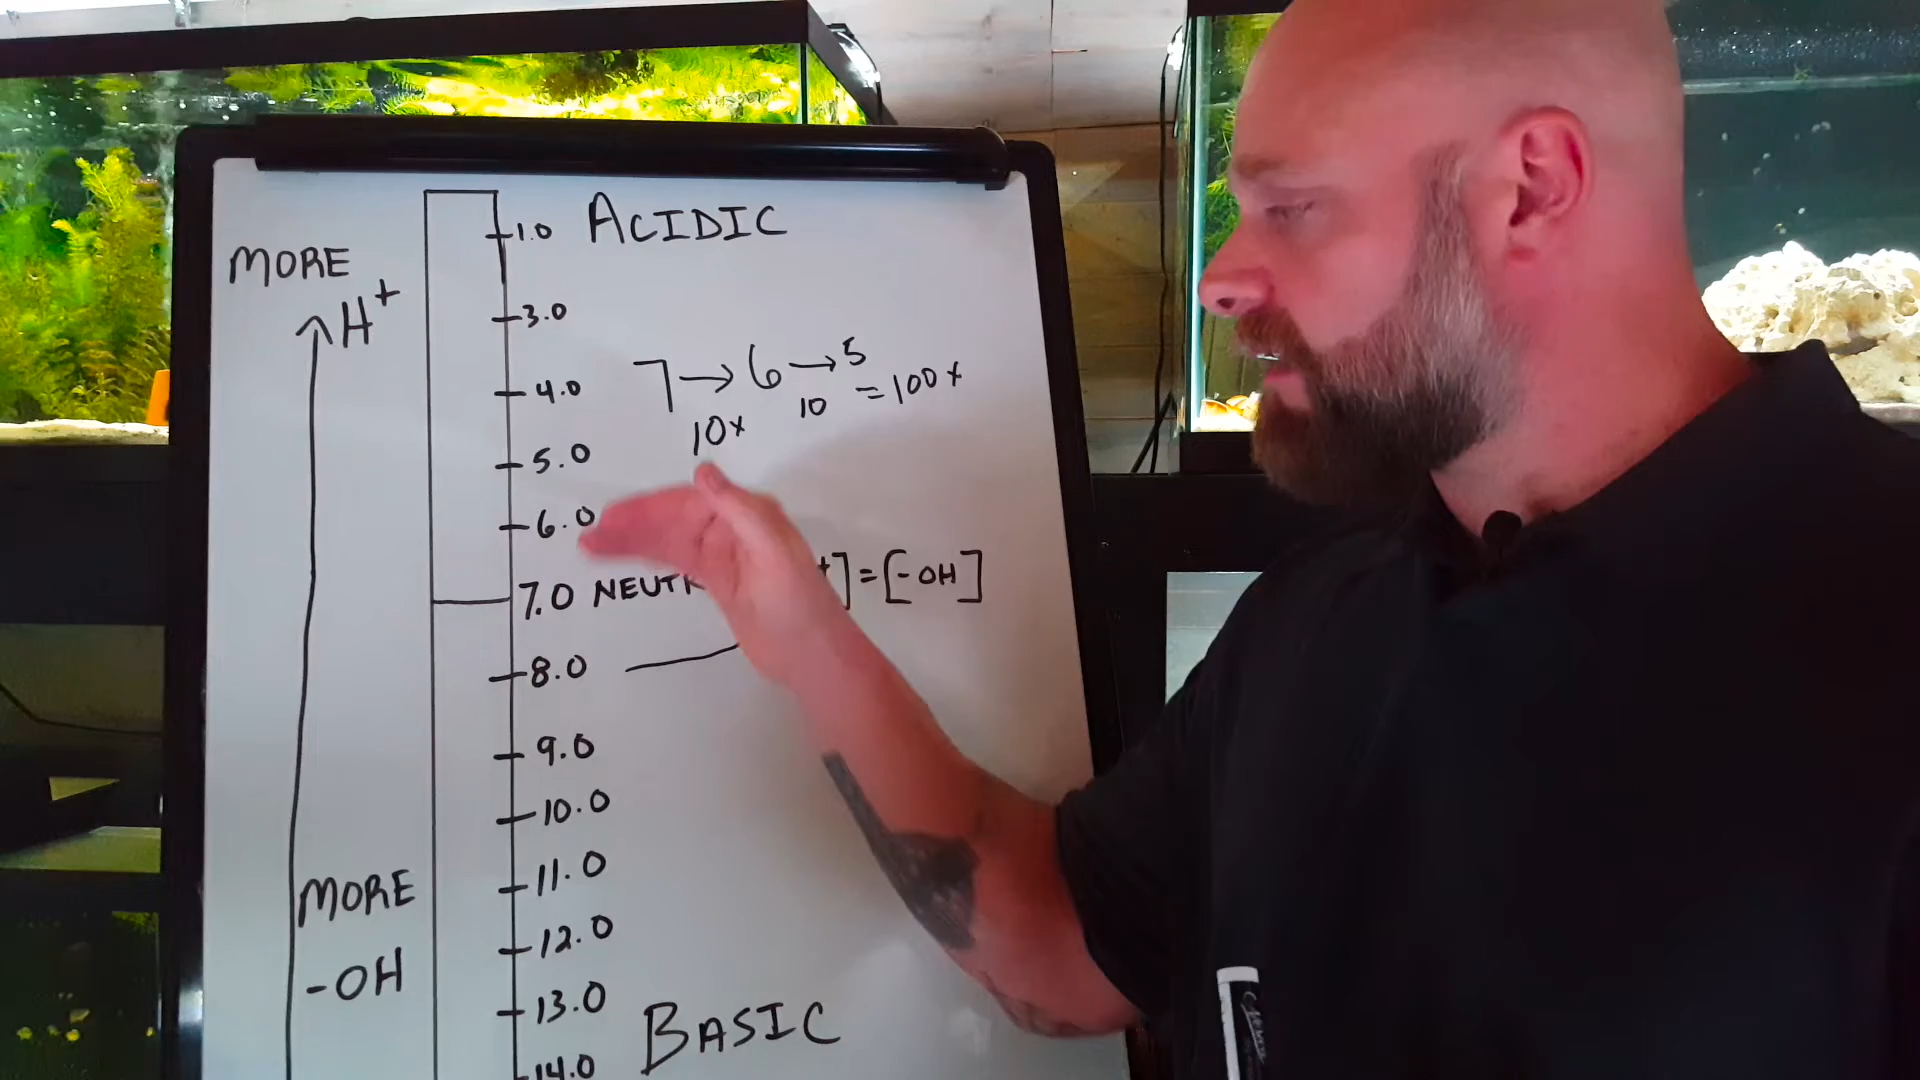 1.0 ACIDIC
MORE
H+
3.0
7 → 6 → 5
4.0
10x 10 = 100x
5.0
6.0
7.0 ] = [-OH]
8.0
9.0
10.0
11.0
MORE
12.0
-OH
13.0
BASIC
14.0